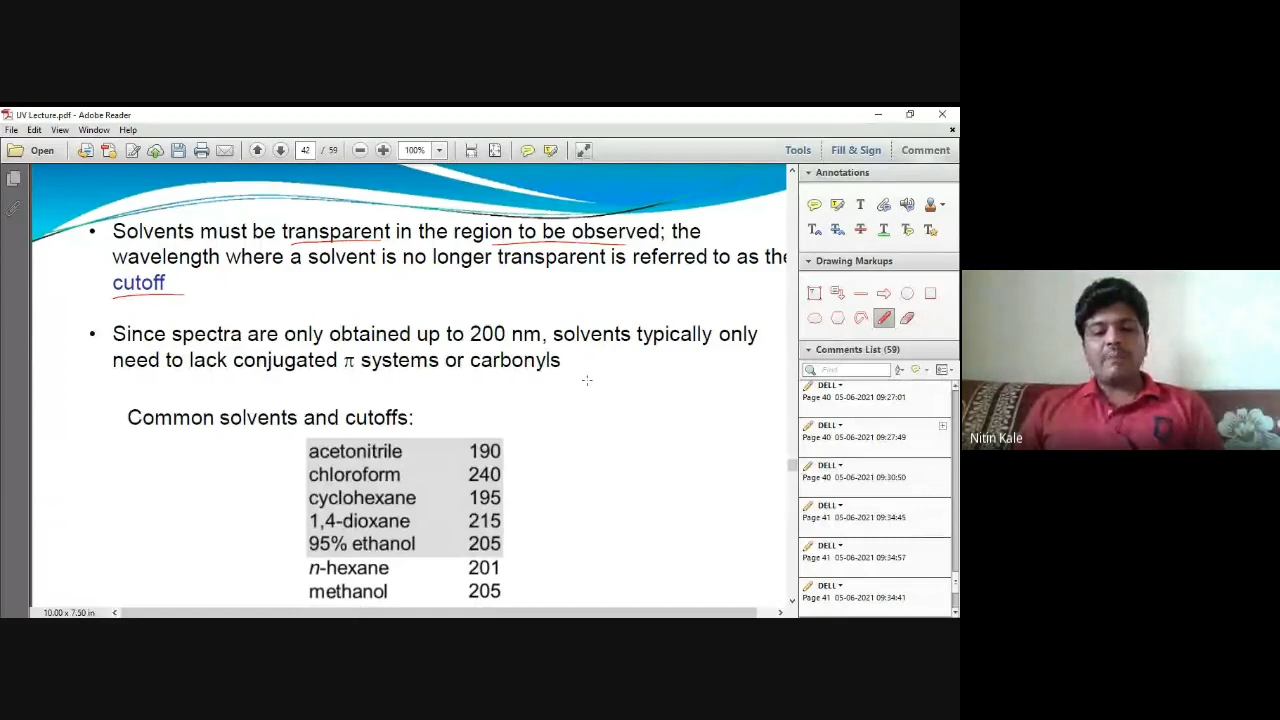 UV Lecture.pdf - Adobe Reader
File Edit View Window Help
Open 42 / 59 100% Tools Fill & Sign Comment
• Solvents must be transparent in the region to be observed; the
wavelength where a solvent is no longer transparent is referred to as the
cutoff
• Since spectra are only obtained up to 200 nm, solvents typically only
need to lack conjugated π systems or carbonyls
Common solvents and cutoffs:
acetonitrile 190
chloroform 240
cyclohexane 195
1,4-dioxane 215
95% ethanol 205
n-hexane 201
methanol 205
10.00 x 7.50 in
Annotations
Drawing Markups
Comments List (59)
Find
DELL
Page 40 05-06-2021 09:27:01
DELL
Page 40 05-06-2021 09:27:49
DELL
Page 40 05-06-2021 09:30:50
DELL
Page 41 05-06-2021 09:34:45
DELL
Page 41 05-06-2021 09:34:57
DELL
Page 41 05-06-2021 09:34:41
Nitin Kale